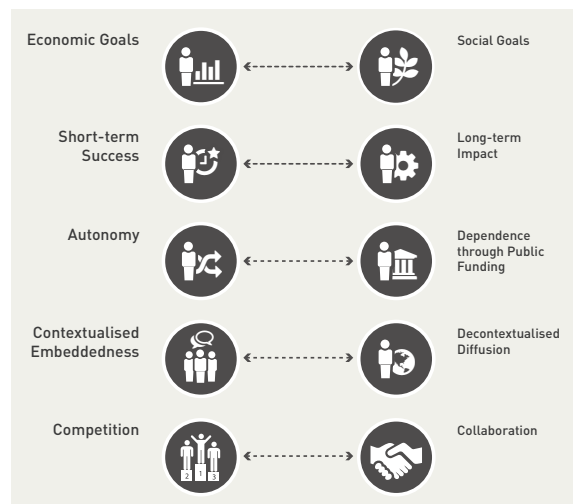 Economic Goals
Social Goals
Short-term
Success
Long-term
Impact
Autonomy
Dependence
through Public
Funding
Contextualised
Embeddedness
Decontextualised
Diffusion
Competition
2 1 3
Collaboration